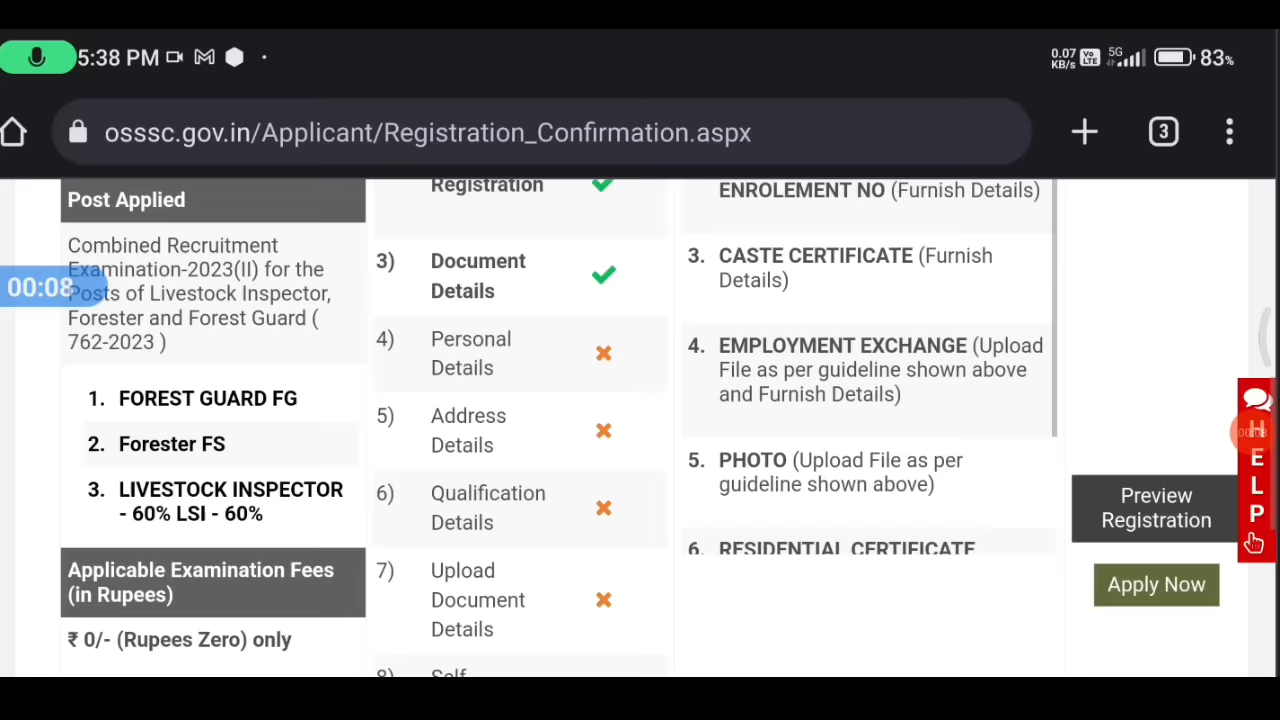 5:38 PM
0.07 KB/s
Vo LTE
5G
83%
osssc.gov.in/Applicant/Registration_Confirmation.aspx
3
Post Applied
Combined Recruitment
Examination-2023(II) for the
Posts of Livestock Inspector,
Forester and Forest Guard (
762-2023 )
00:08
1. FOREST GUARD FG
2. Forester FS
3. LIVESTOCK INSPECTOR
- 60% LSI - 60%
Applicable Examination Fees
(in Rupees)
₹ 0/- (Rupees Zero) only
Registration
3) Document
Details
4) Personal
Details
5) Address
Details
6) Qualification
Details
7) Upload
Document
Details
8) Self
ENROLEMENT NO (Furnish Details)
3. CASTE CERTIFICATE (Furnish
Details)
4. EMPLOYMENT EXCHANGE (Upload
File as per guideline shown above
and Furnish Details)
5. PHOTO (Upload File as per
guideline shown above)
6. RESIDENTIAL CERTIFICATE
Preview
Registration
Apply Now
HELP